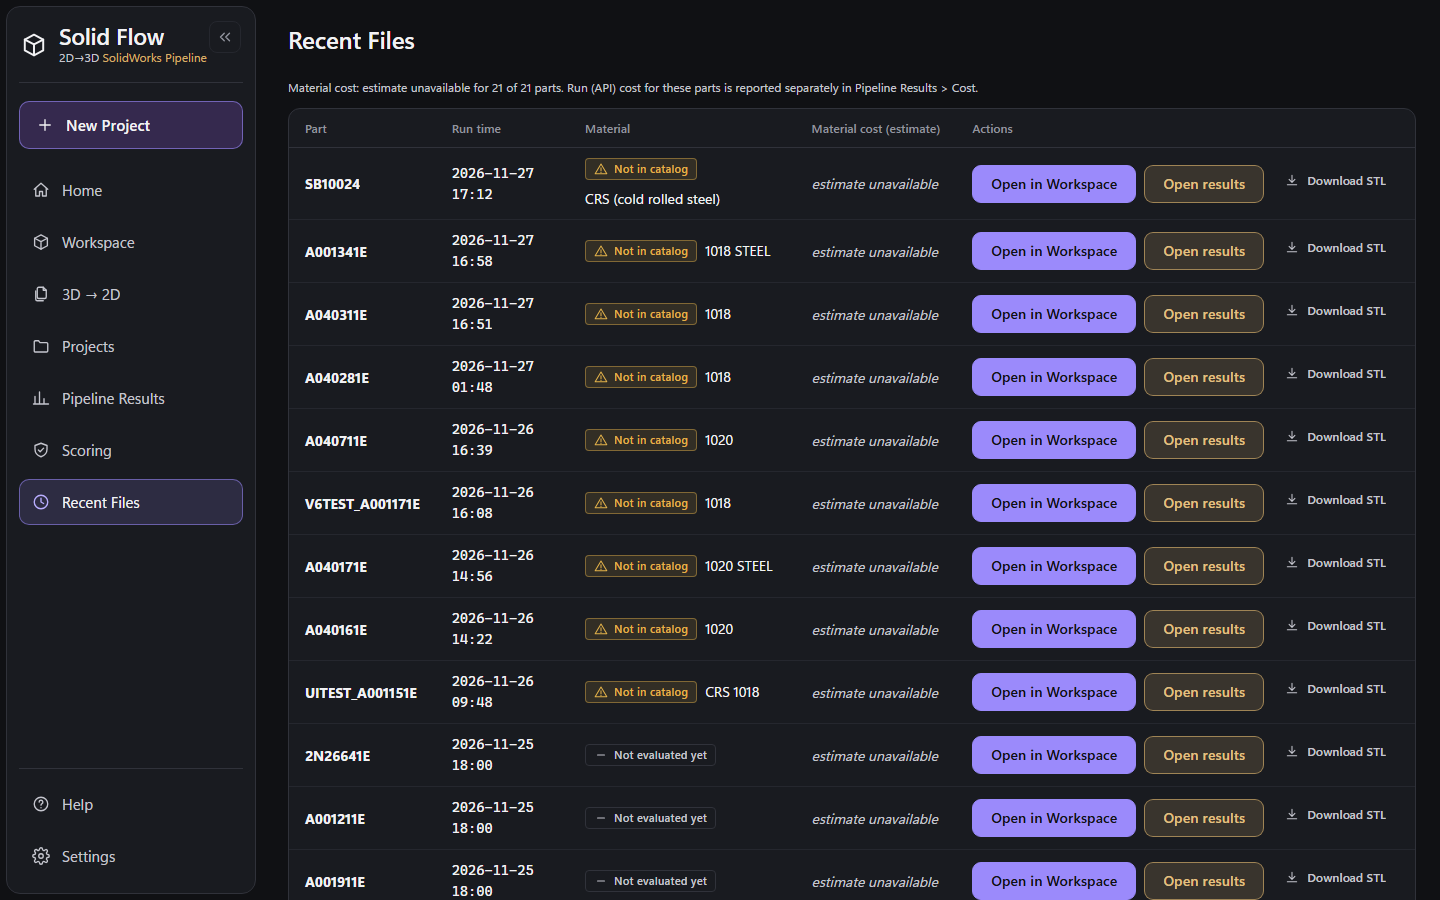 Solid Flow
2D→3D SolidWorks Pipeline
New Project
Home
Workspace
3D → 2D
Projects
Pipeline Results
Scoring
Recent Files
Help
Settings
Recent Files
Material cost: estimate unavailable for 21 of 21 parts. Run (API) cost for these parts is reported separately in Pipeline Results > Cost.
Part Run time Material Material cost (estimate) Actions
SB10024 2026-11-27 17:12 Not in catalog CRS (cold rolled steel) estimate unavailable Open in Workspace Open results Download STL
A001341E 2026-11-27 16:58 Not in catalog 1018 STEEL estimate unavailable Open in Workspace Open results Download STL
A040311E 2026-11-27 16:51 Not in catalog 1018 estimate unavailable Open in Workspace Open results Download STL
A040281E 2026-11-27 01:48 Not in catalog 1018 estimate unavailable Open in Workspace Open results Download STL
A040711E 2026-11-26 16:39 Not in catalog 1020 estimate unavailable Open in Workspace Open results Download STL
V6TEST_A001171E 2026-11-26 16:08 Not in catalog 1018 estimate unavailable Open in Workspace Open results Download STL
A040171E 2026-11-26 14:56 Not in catalog 1020 STEEL estimate unavailable Open in Workspace Open results Download STL
A040161E 2026-11-26 14:22 Not in catalog 1020 estimate unavailable Open in Workspace Open results Download STL
UITEST_A001151E 2026-11-26 09:48 Not in catalog CRS 1018 estimate unavailable Open in Workspace Open results Download STL
2N26641E 2026-11-25 18:00 Not evaluated yet estimate unavailable Open in Workspace Open results Download STL
A001211E 2026-11-25 18:00 Not evaluated yet estimate unavailable Open in Workspace Open results Download STL
A001911E 2026-11-25 18:00 Not evaluated yet estimate unavailable Open in Workspace Open results Download STL